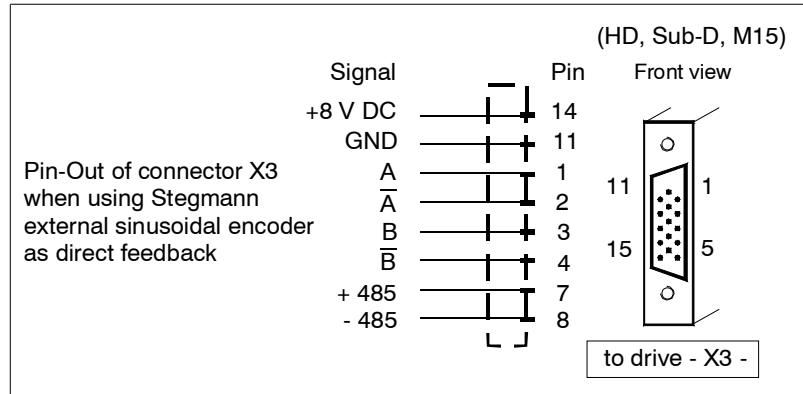 (HD, Sub-D, M15)
Signal Pin Front view
+8 V DC 14
GND 11
A 1
A̅ 2
B 3
B̅ 4
+ 485 7
- 485 8
Pin-Out of connector X3
when using Stegmann
external sinusoidal encoder
as direct feedback
11 1
15 5
to drive - X3 -